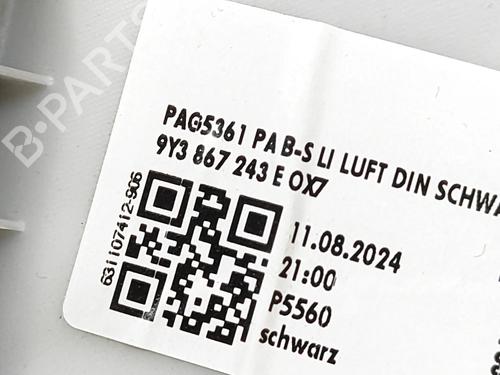 B-PARTS
PAG5361 PA B-S LI LUFT DIN SCHWA
9Y3 867 243 E OX7
631107412-906
11.08.2024
21:00
P5560
schwarz